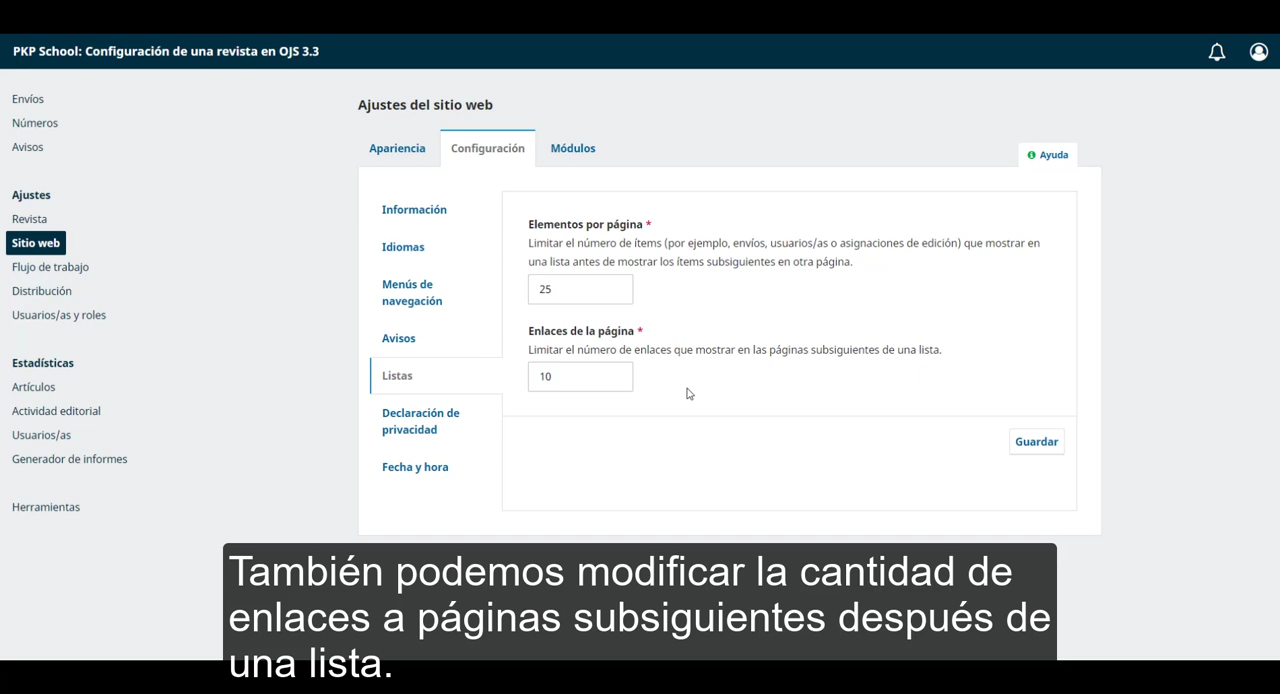 PKP School: Configuración de una revista en OJS 3.3
Envíos
Números
Avisos
Ajustes
Revista
Sitio web
Flujo de trabajo
Distribución
Usuarios/as y roles
Estadísticas
Artículos
Actividad editorial
Usuarios/as
Generador de informes
Herramientas
Ajustes del sitio web
Apariencia
Configuración
Módulos
Ayuda
Información
Idiomas
Menús de
navegación
Avisos
Listas
Declaración de
privacidad
Fecha y hora
Elementos por página *
Limitar el número de ítems (por ejemplo, envíos, usuarios/as o asignaciones de edición) que mostrar en
una lista antes de mostrar los ítems subsiguientes en otra página.
25
Enlaces de la página *
Limitar el número de enlaces que mostrar en las páginas subsiguientes de una lista.
10
Guardar
También podemos modificar la cantidad de
enlaces a páginas subsiguientes después de
una lista.